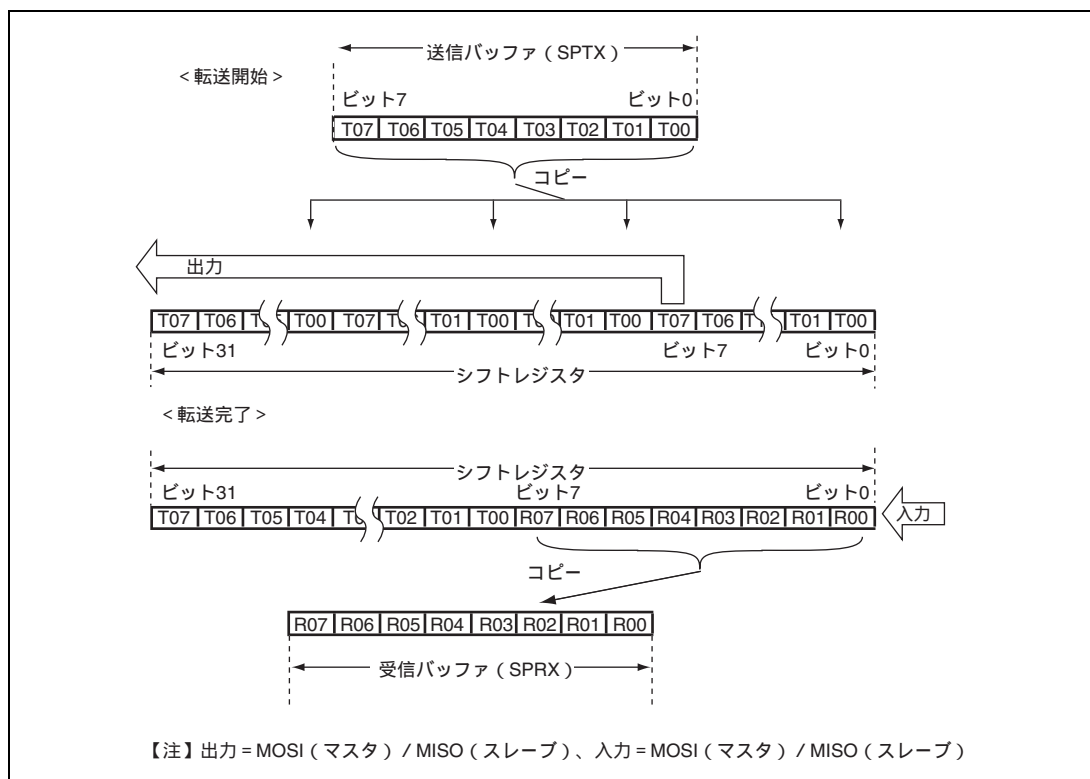 送信バッファ（SPTX）
＜転送開始＞
ビット7 ビット0
T07 T06 T05 T04 T03 T02 T01 T00
コピー
出力
T07 T06 T00 T07 T01 T00 T01 T00 T07 T06 T01 T00
ビット31 ビット7 ビット0
シフトレジスタ
＜転送完了＞
シフトレジスタ
ビット31 ビット7 ビット0
T07 T06 T05 T04 T02 T01 T00 R07 R06 R05 R04 R03 R02 R01 R00
入力
コピー
R07 R06 R05 R04 R03 R02 R01 R00
受信バッファ（SPRX）
【注】出力＝MOSI（マスタ）／MISO（スレーブ）、入力＝MOSI（マスタ）／MISO（スレーブ）